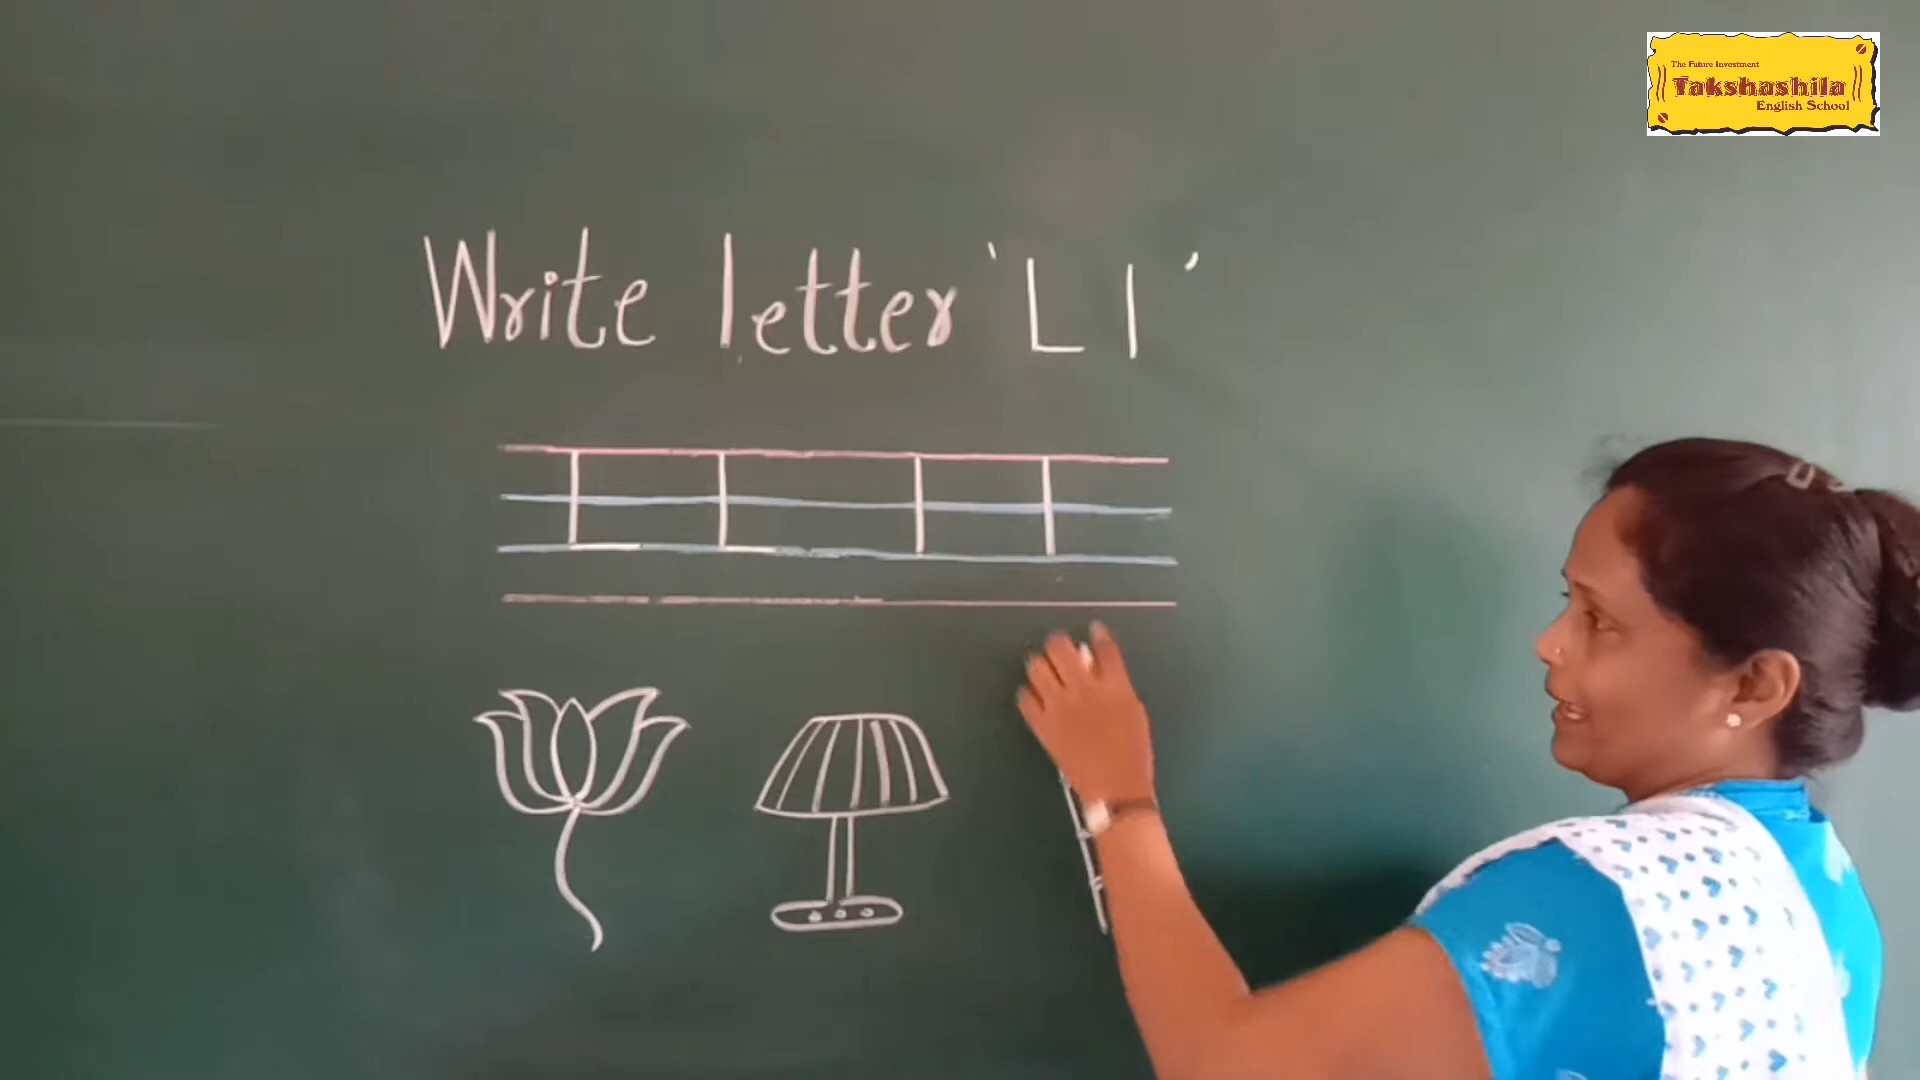 The Future Investment
Takshashila
English School
Write letter 'L l'
L L l l